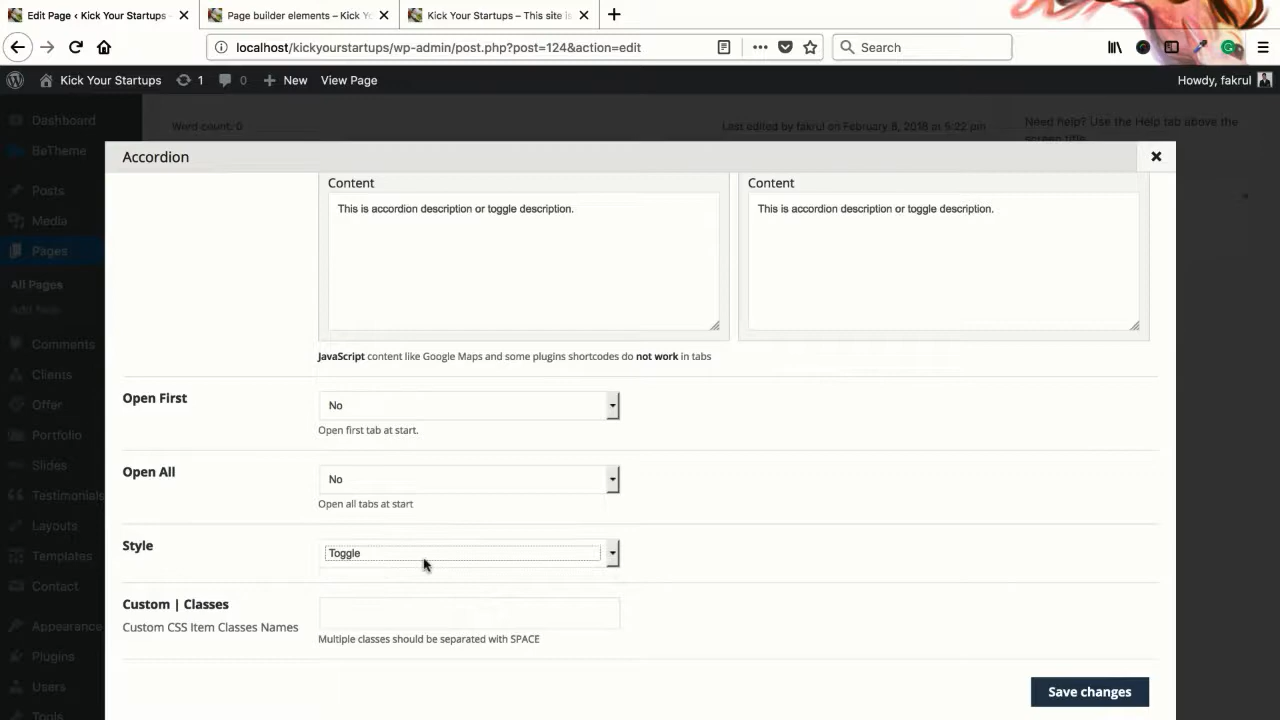 Edit Page ‹ Kick Your Startups
Page builder elements – Kick Yo
Kick Your Startups – This site is
localhost/kickyourstartups/wp-admin/post.php?post=124&action=edit
Search
Kick Your Startups
1
0
New
View Page
Howdy, fakrul
Dashboard
BeTheme
Posts
Media
Pages
All Pages
Add New
Comments
Clients
Offer
Portfolio
Slides
Testimonials
Layouts
Templates
Contact
Appearance
Plugins
Users
Tools
Word count: 0
Last edited by fakrul on February 8, 2018 at 5:22 pm
Need help? Use the Help tab above the
screen title.
Accordion
Content
This is accordion description or toggle description.
Content
This is accordion description or toggle description.
JavaScript content like Google Maps and some plugins shortcodes do not work in tabs
Open First
No
Open first tab at start.
Open All
No
Open all tabs at start
Style
Toggle
Custom | Classes
Custom CSS Item Classes Names
Multiple classes should be separated with SPACE
Save changes